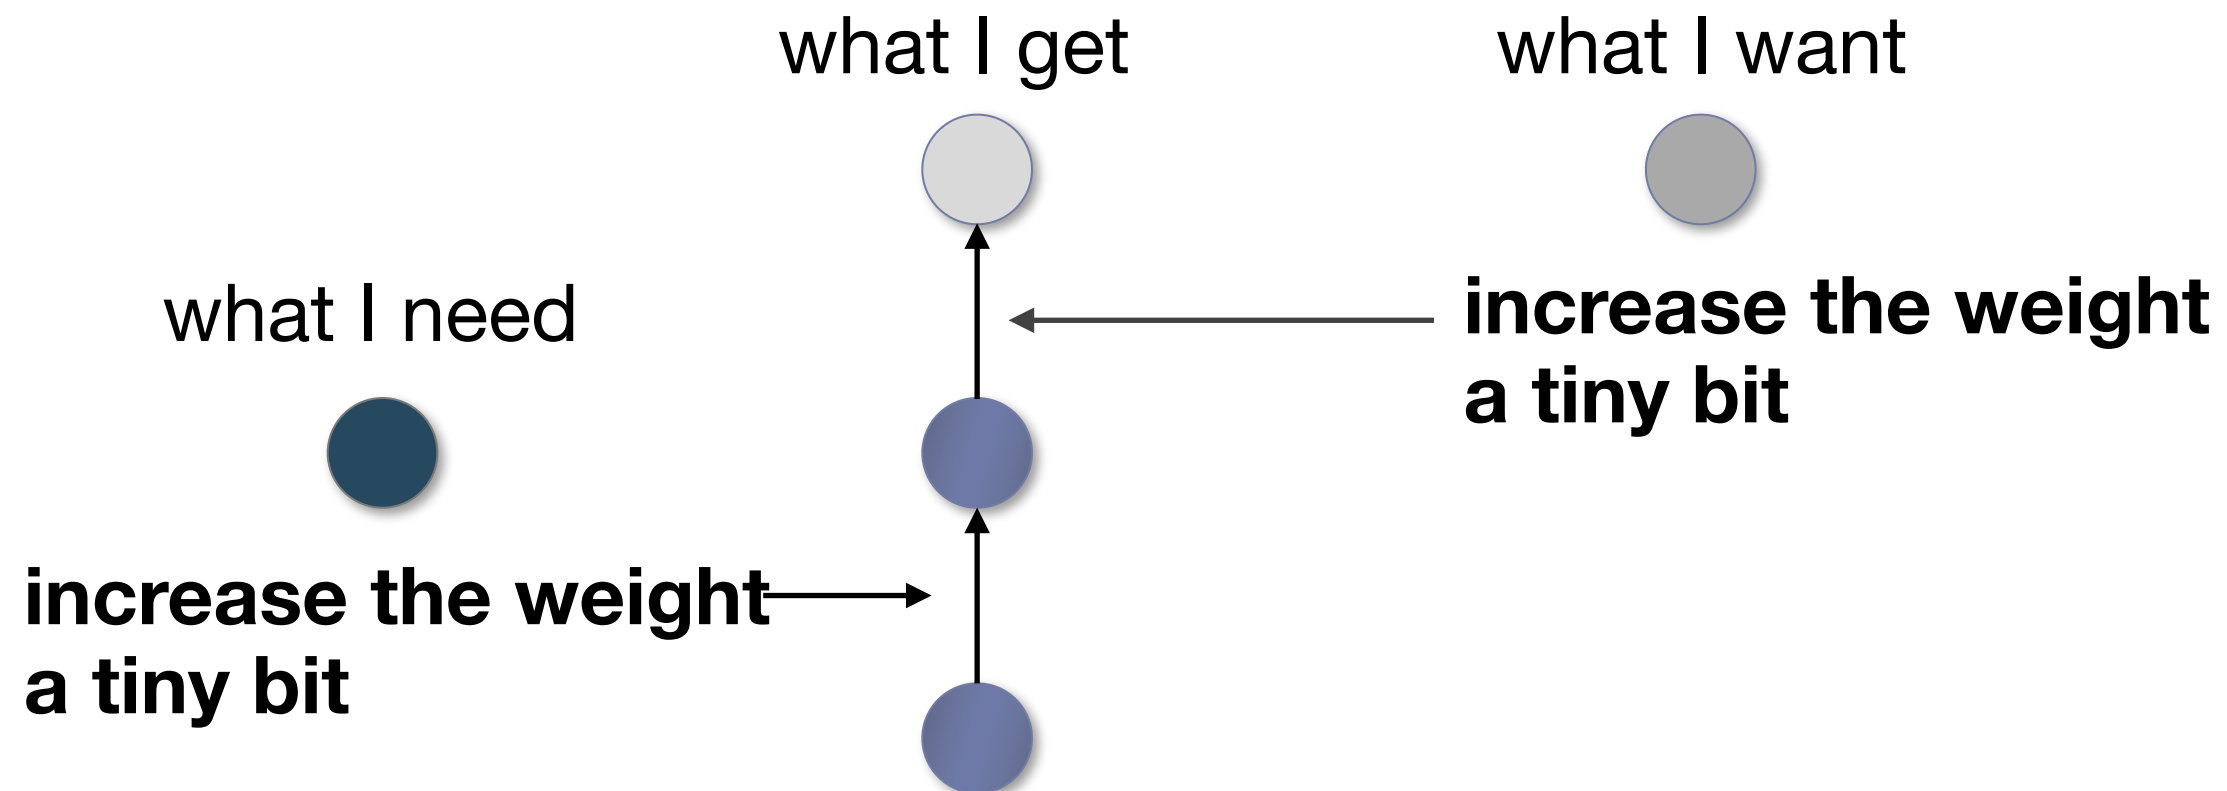 what I get
what I want
what I need
increase the weight
a tiny bit
increase the weight
a tiny bit